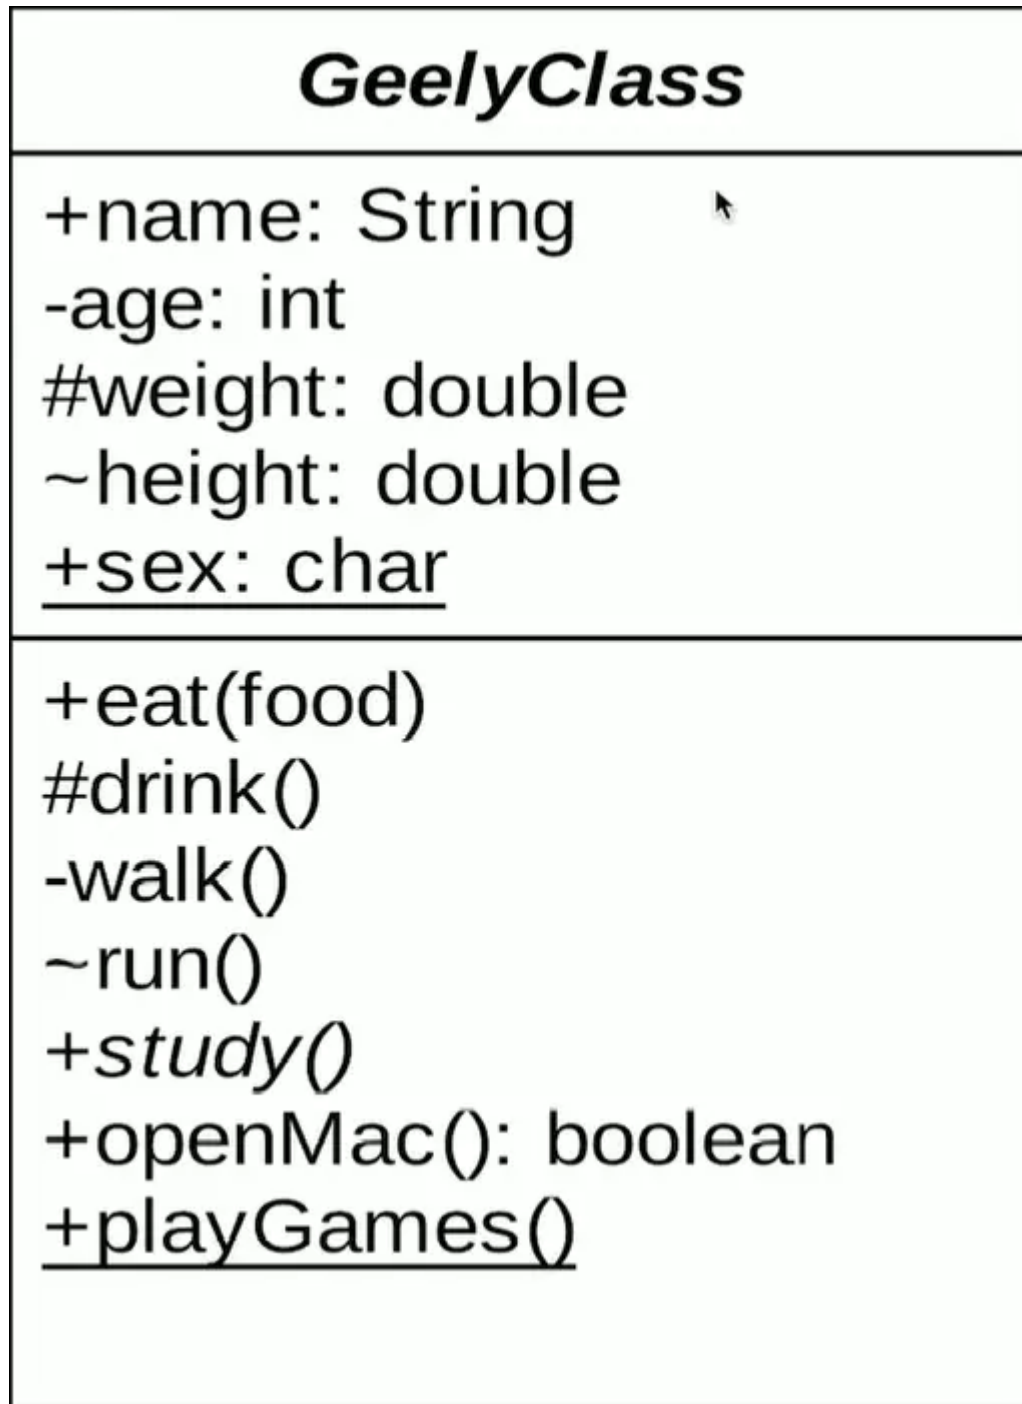 GeelyClass
+name: String
-age: int
#weight: double
~height: double
+sex: char
+eat(food)
#drink()
-walk()
~run()
+study()
+openMac(): boolean
+playGames()